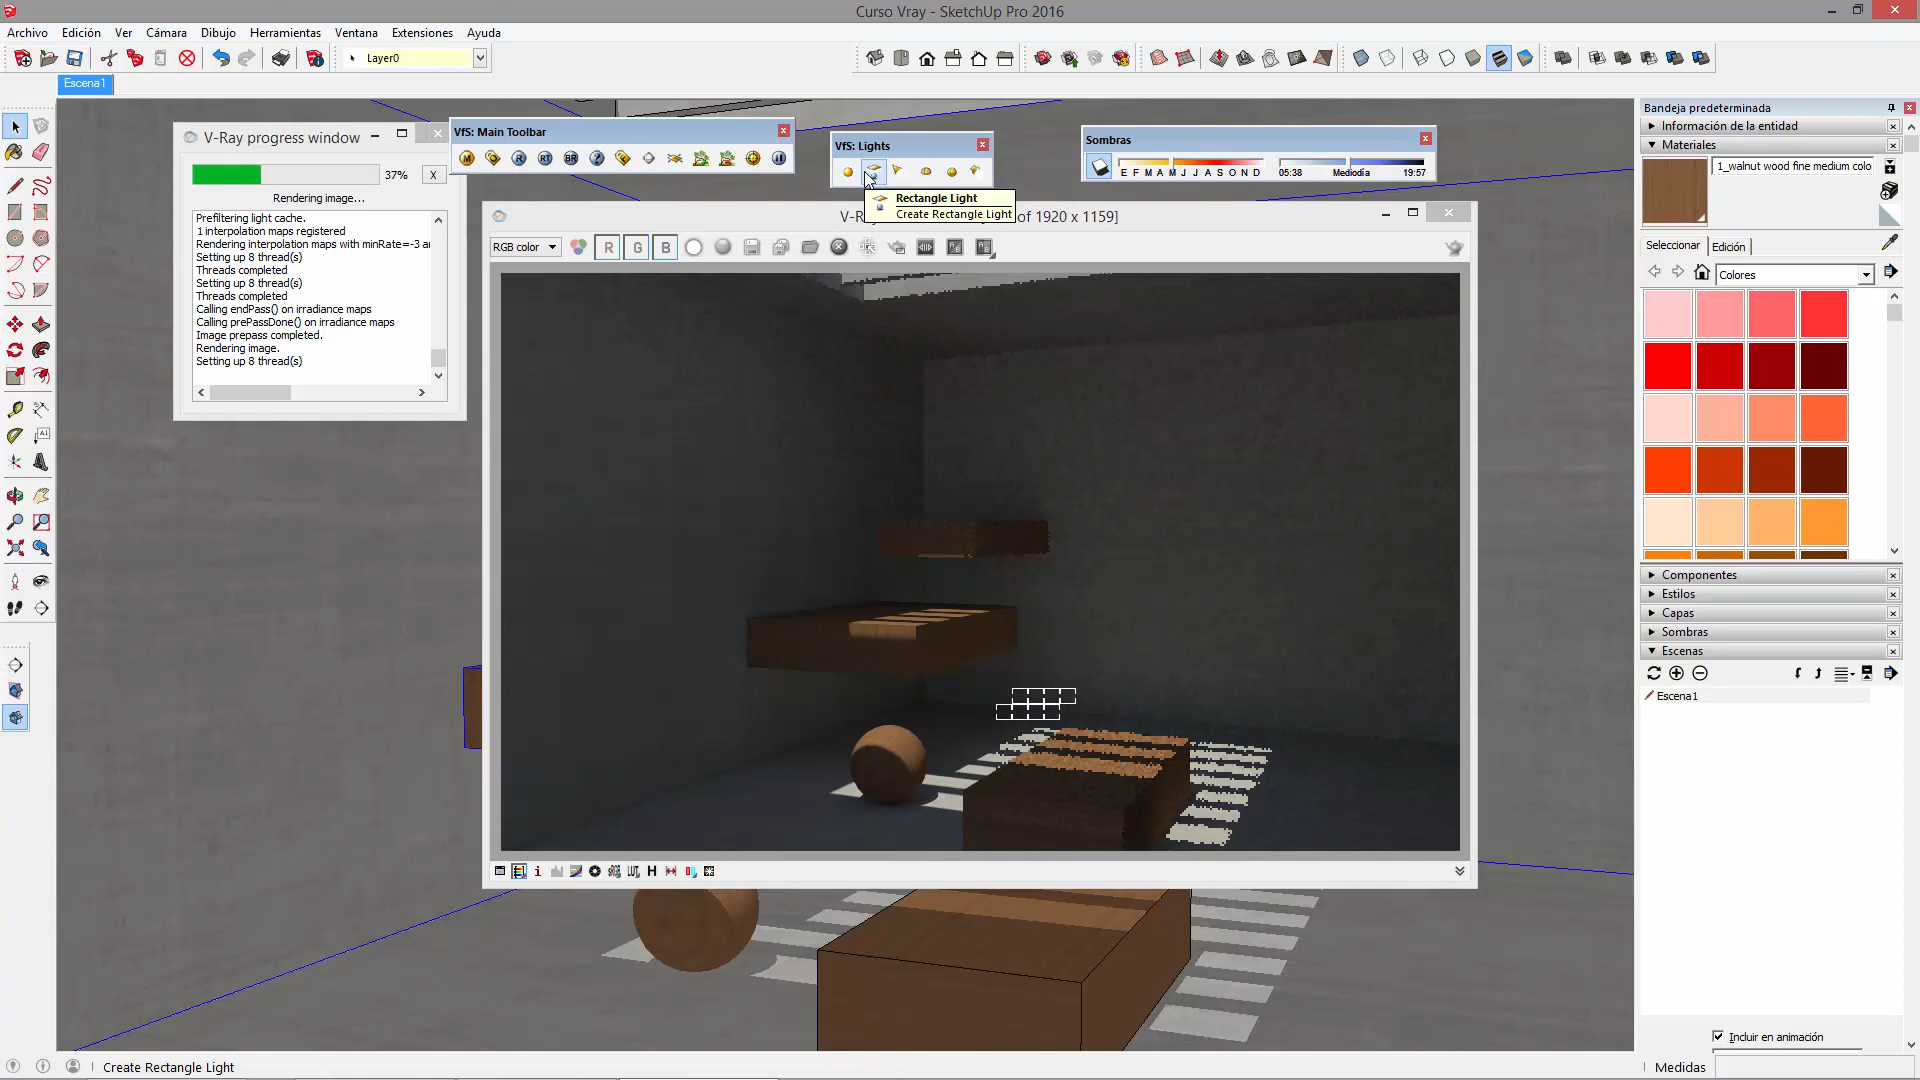 Curso Vray - SketchUp Pro 2016
Archivo Edición Ver Cámara Dibujo Herramientas Ventana Extensiones Ayuda
Layer0
Escena1
V-Ray progress window
37%
X
Rendering image...
Prefiltering light cache.
1 interpolation maps registered
Rendering interpolation maps with minRate=-3 ar
Setting up 8 thread(s)
Threads completed
Setting up 8 thread(s)
Threads completed
Calling endPass() on irradiance maps
Calling prePassDone() on irradiance maps
Image prepass completed.
Rendering image.
Setting up 8 thread(s)
VfS: Main Toolbar
M R RT BR ?
VfS: Lights
Rectangle Light
Create Rectangle Light
Sombras
E F M A M J J A S O N D
05:38 Mediodía 19:57
V-R
of 1920 x 1159]
RGB color
R G B
H
Bandeja predeterminada
Información de la entidad
Materiales
1_walnut wood fine medium colo
Seleccionar Edición
Colores
Componentes
Estilos
Capas
Sombras
Escenas
Escena1
Incluir en animación
Create Rectangle Light
Medidas